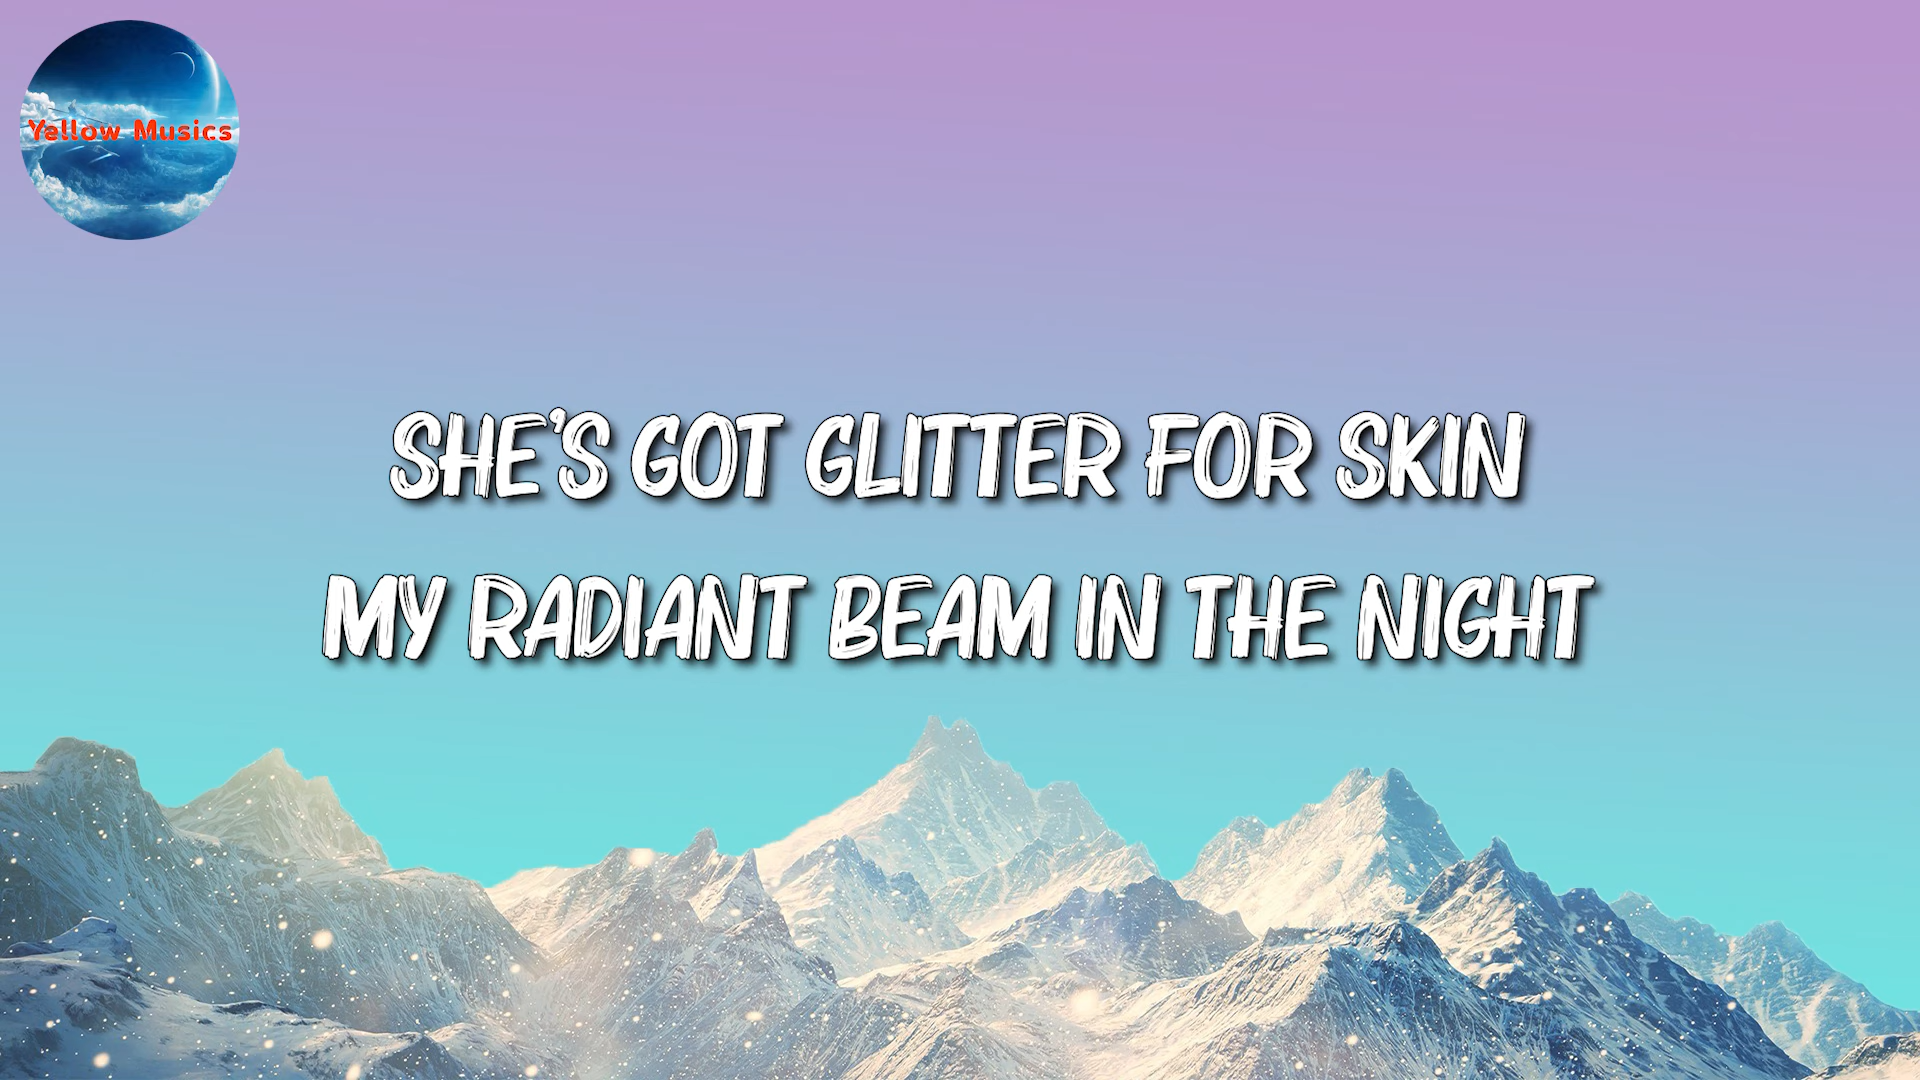 Yellow Musics
SHE'S GOT GLITTER FOR SKIN
MY RADIANT BEAM IN THE NIGHT